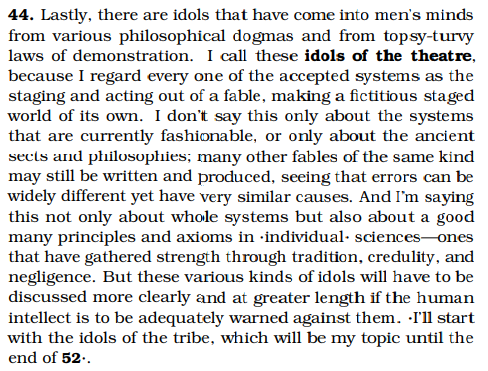 44. Lastly, there are idols that have come into men's minds
from various philosophical dogmas and from topsy-turvy
laws of demonstration. I call these idols of the theatre,
because I regard every one of the accepted systems as the
staging and acting out of a fable, making a fictitious staged
world of its own. I don't say this only about the systems
that are currently fashionable, or only about the ancient
sects and philosophies; many other fables of the same kind
may still be written and produced, seeing that errors can be
widely different yet have very similar causes. And I'm saying
this not only about whole systems but also about a good
many principles and axioms in ·individual· sciences—ones
that have gathered strength through tradition, credulity, and
negligence. But these various kinds of idols will have to be
discussed more clearly and at greater length if the human
intellect is to be adequately warned against them. ·I'll start
with the idols of the tribe, which will be my topic until the
end of 52·.